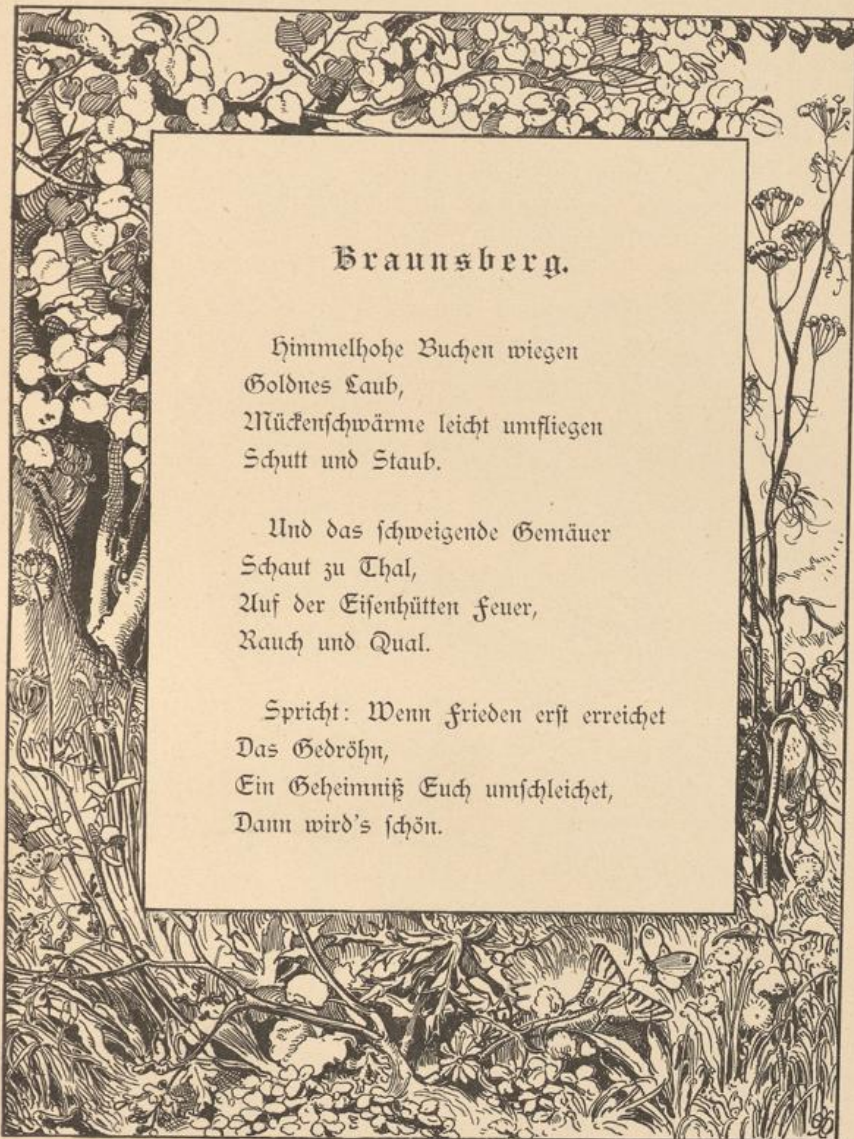 Braunsberg.
Himmelhohe Buchen wiegen
Goldnes Laub,
Mückenschwärme leicht umfliegen
Schutt und Staub.
Und das schweigende Gemäuer
Schaut zu Thal,
Auf der Eisenhütten Feuer,
Rauch und Qual.
Spricht: Wenn Frieden erst erreichet
Das Gedröhn,
Ein Geheimniß Euch umschleichet,
Dann wird's schön.
96